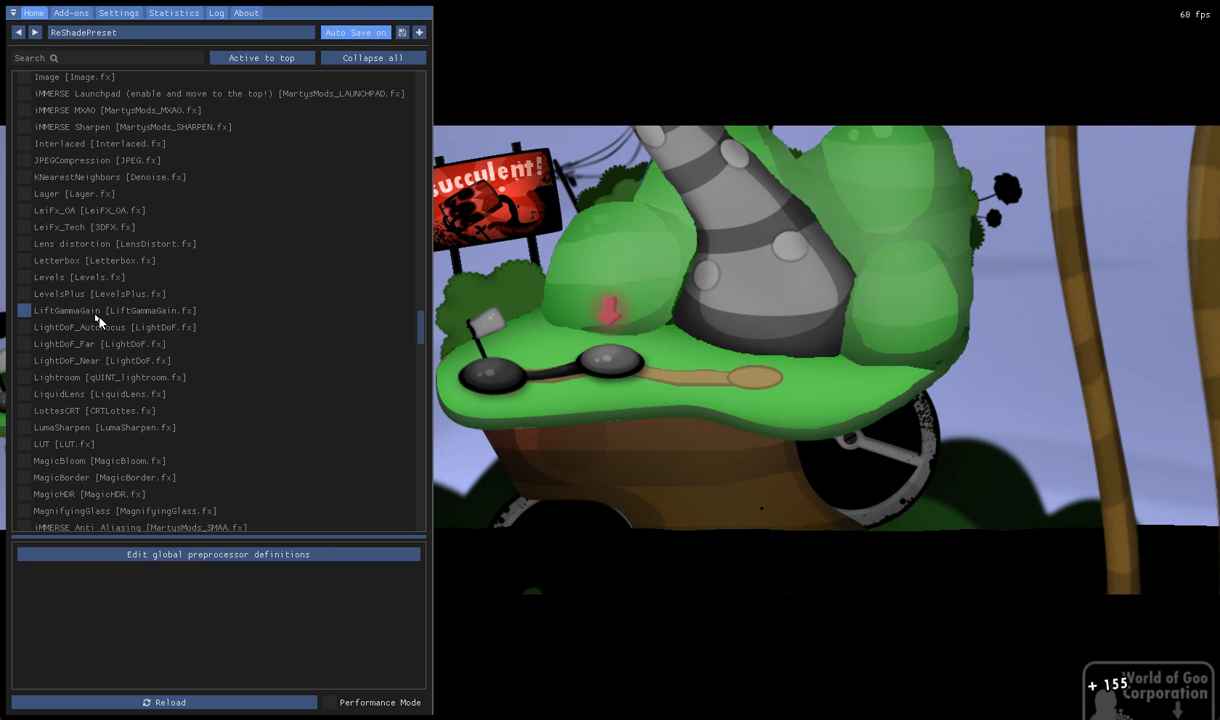 Home Add-ons Settings Statistics Log About
ReShadePreset Auto Save on
Search Active to top Collapse all
Image [Image.fx]
iMMERSE Launchpad (enable and move to the top!) [MartysMods_LAUNCHPAD.fx]
iMMERSE MXAO [MartysMods_MXAO.fx]
iMMERSE Sharpen [MartysMods_SHARPEN.fx]
Interlaced [Interlaced.fx]
JPEGCompression [JPEG.fx]
KNearestNeighbors [Denoise.fx]
Layer [Layer.fx]
LeiFx_OA [LeiFX_OA.fx]
LeiFx_Tech [3DFX.fx]
Lens distortion [LensDistort.fx]
Letterbox [Letterbox.fx]
Levels [Levels.fx]
LevelsPlus [LevelsPlus.fx]
LiftGammaGain [LiftGammaGain.fx]
LightDoF_AutoFocus [LightDoF.fx]
LightDoF_Far [LightDoF.fx]
LightDoF_Near [LightDoF.fx]
Lightroom [qUINT_lightroom.fx]
LiquidLens [LiquidLens.fx]
LottesCRT [CRTLottes.fx]
LumaSharpen [LumaSharpen.fx]
LUT [LUT.fx]
MagicBloom [MagicBloom.fx]
MagicBorder [MagicBorder.fx]
MagicHDR [MagicHDR.fx]
MagnifyingGlass [MagnifyingGlass.fx]
iMMERSE Anti Aliasing [MartysMods_SMAA.fx]
Edit global preprocessor definitions
Reload Performance Mode
60 fps
succulent!
World of Goo
Corporation
+ 155